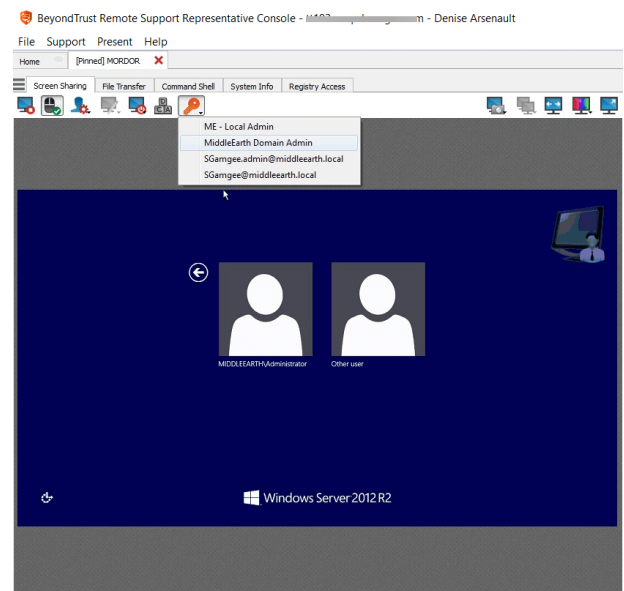 BeyondTrust Remote Support Representative Console - m - Denise Arsenault
File Support Present Help
Home [Pinned] MORDOR
Screen Sharing File Transfer Command Shell System Info Registry Access
CTRL ALT
ME - Local Admin
MiddleEarth Domain Admin
SGamgee.admin@middleearth.local
SGamgee@middleearth.local
MIDDLEEARTH\Administrator Other user
Windows Server 2012 R2